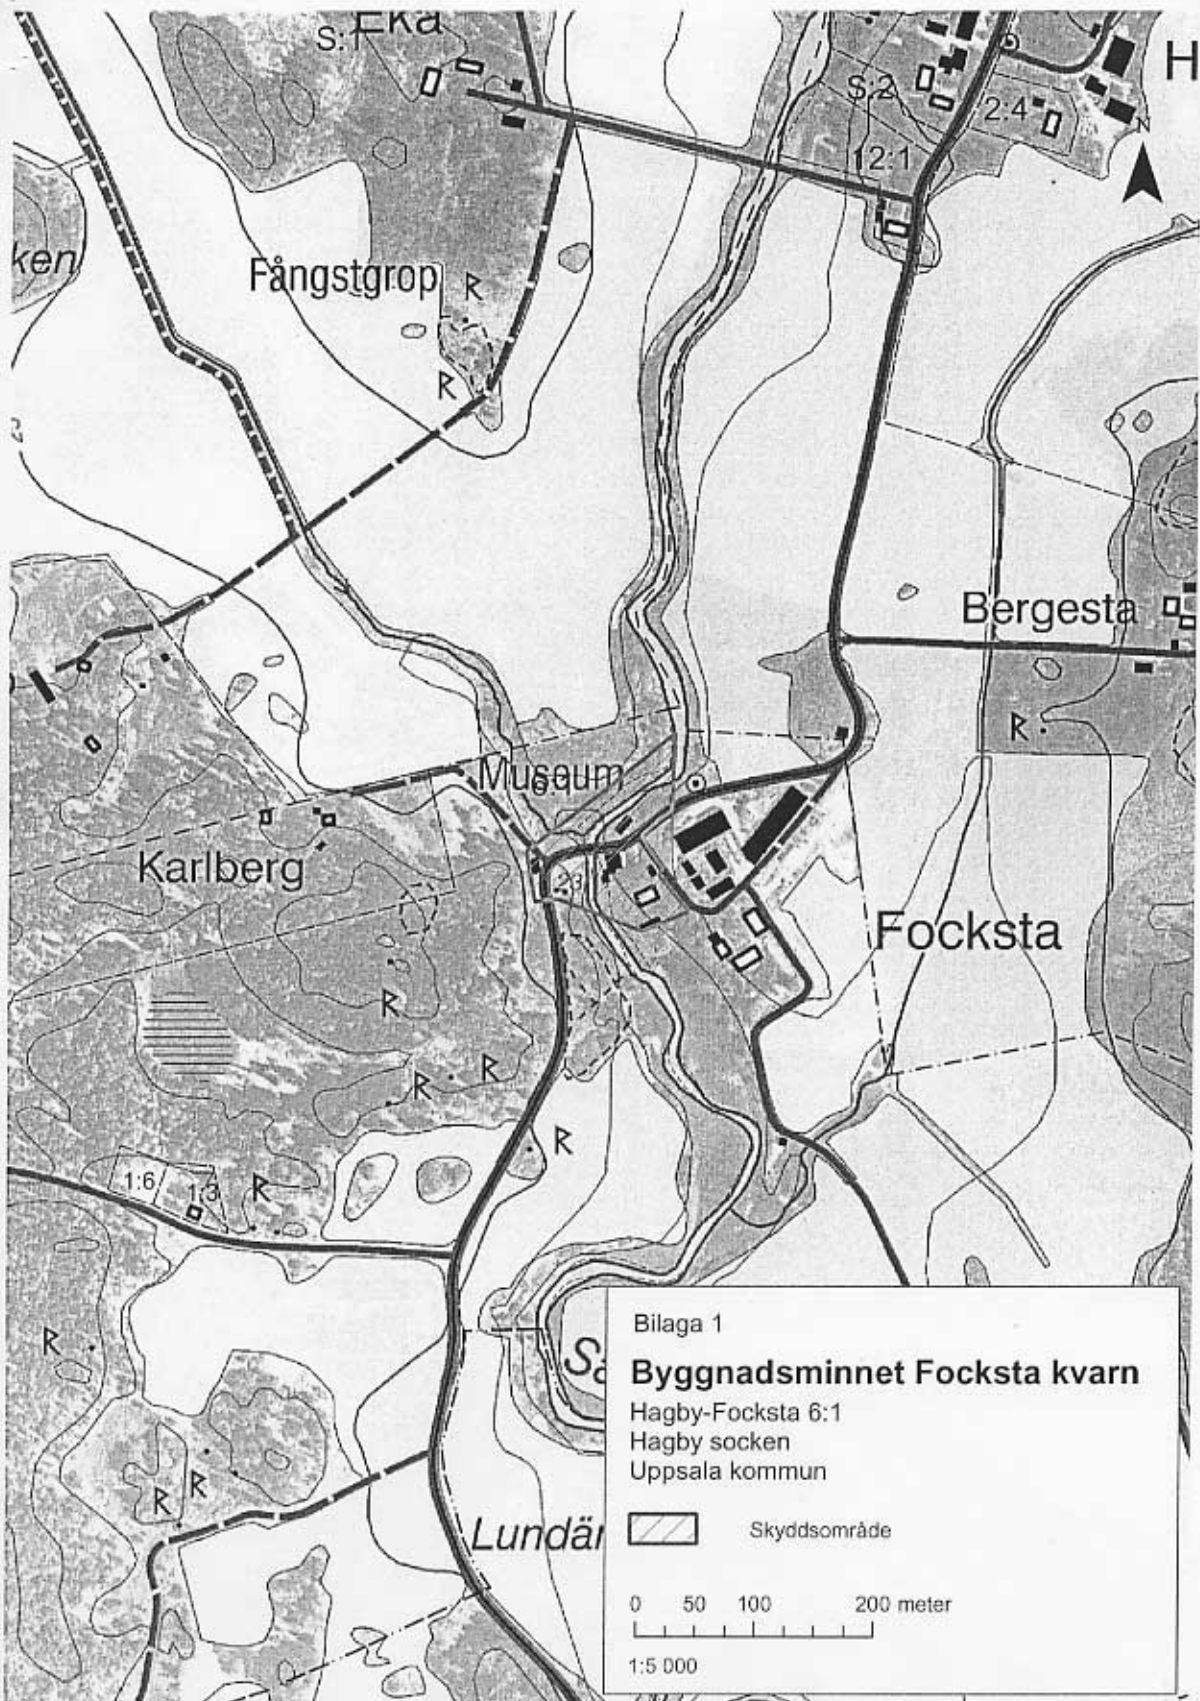 Eka
S:1
H
S:2
2:4
12:1
N
ken
Fångstgrop
R
R
Bergesta
R
Museum
Karlberg
Focksta
R
R
R
R
1:6
1:3
R
R
R
R
Lundär
Bilaga 1
Byggnadsminnet Focksta kvarn
Hagby-Focksta 6:1
Hagby socken
Uppsala kommun
Skyddsområde
0 50 100 200 meter
1:5 000